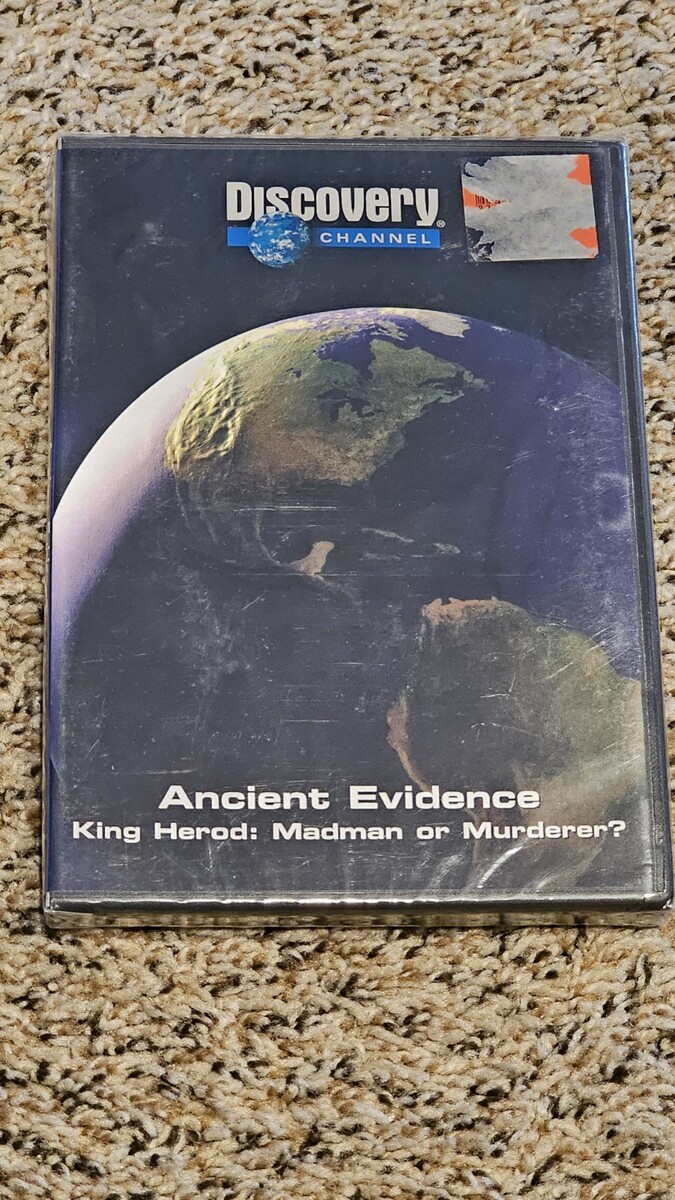 Discovery®
CHANNEL
Ancient Evidence
King Herod: Madman or Murderer?